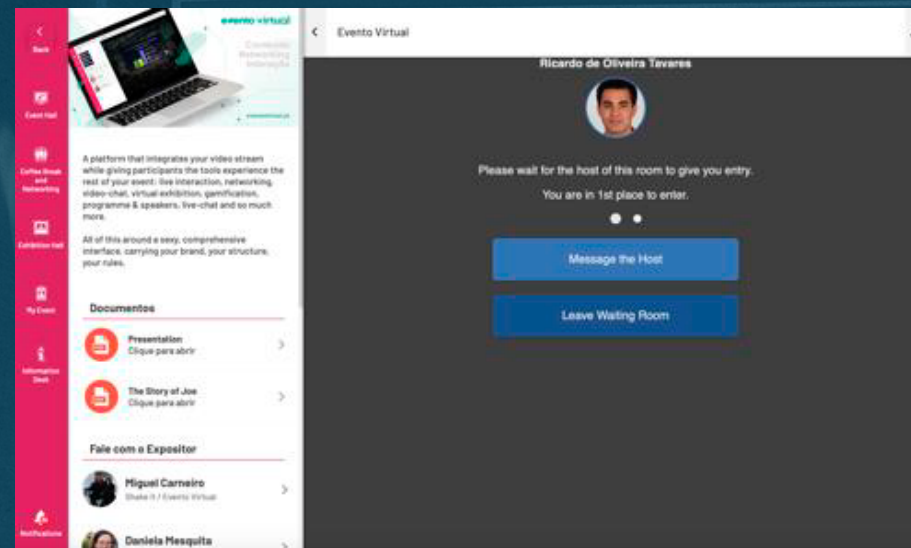 Back
Event Hall
Coffee Break
and
Networking
Exhibition Hall
My Event
Information
Desk
Notifications
evento virtual
Conteúdo
Networking
Interação
A platform that integrates your video stream
while giving participants the tools experience the
rest of your event: live interaction, networking,
video-chat, virtual exhibition, gamification,
programme & speakers, live-chat and so much
more.
All of this around a sexy, comprehensive
interface, carrying your brand, your structure,
your rules.
Documentos
Presentation
Clique para abrir
The Story of Joe
Clique para abrir
Fale com o Expositor
Miguel Carneiro
Shake It / Evento Virtual
Daniela Mesquita
Evento Virtual
Ricardo de Oliveira Tavares
Please wait for the host of this room to give you entry.
You are in 1st place to enter.
Message the Host
Leave Waiting Room